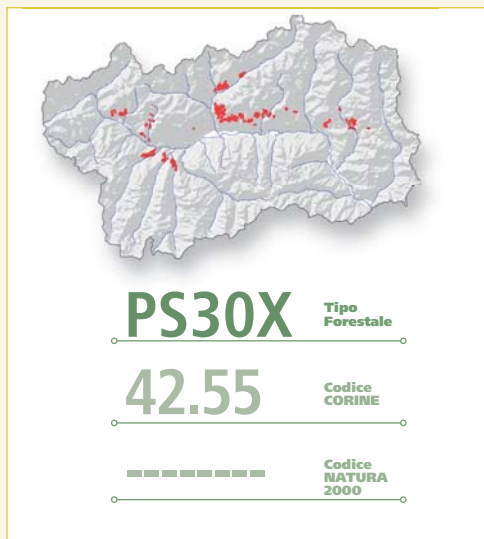 PS30X
Tipo
Forestale
42.55
Codice
CORINE
--------
Codice
NATURA
2000